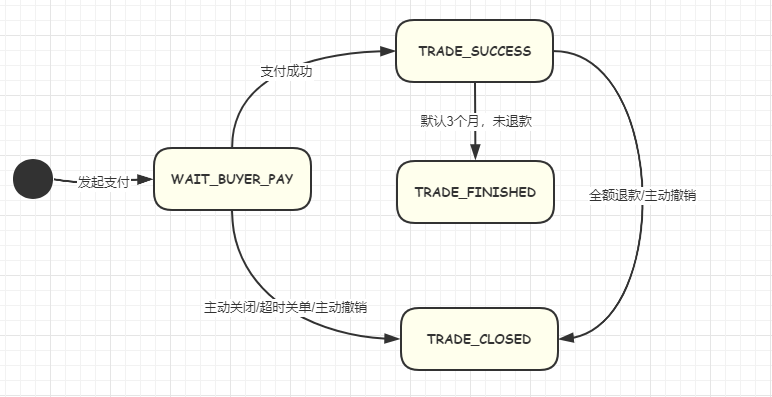 TRADE_SUCCESS
支付成功
默认3个月，未退款
发起支付
WAIT_BUYER_PAY
TRADE_FINISHED
全额退款/主动撤销
主动关闭/超时关单/主动撤销
TRADE_CLOSED